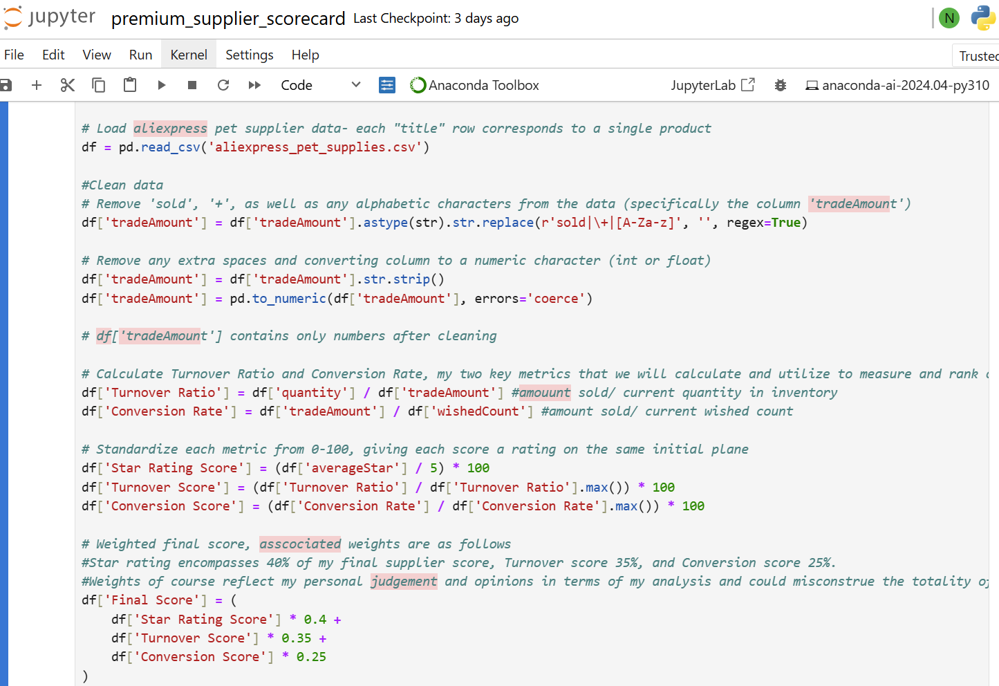 jupyter premium_supplier_scorecard Last Checkpoint: 3 days ago N
File Edit View Run Kernel Settings Help Trusted
Code Anaconda Toolbox JupyterLab anaconda-ai-2024.04-py310
# Load aliexpress pet supplier data- each "title" row corresponds to a single product
df = pd.read_csv('aliexpress_pet_supplies.csv')
#Clean data
# Remove 'sold', '+', as well as any alphabetic characters from the data (specifically the column 'tradeAmount')
df['tradeAmount'] = df['tradeAmount'].astype(str).str.replace(r'sold|\+|[A-Za-z]', '', regex=True)
# Remove any extra spaces and converting column to a numeric character (int or float)
df['tradeAmount'] = df['tradeAmount'].str.strip()
df['tradeAmount'] = pd.to_numeric(df['tradeAmount'], errors='coerce')
# df['tradeAmount'] contains only numbers after cleaning
# Calculate Turnover Ratio and Conversion Rate, my two key metrics that we will calculate and utilize to measure and rank
df['Turnover Ratio'] = df['quantity'] / df['tradeAmount'] #amouunt sold/ current quantity in inventory
df['Conversion Rate'] = df['tradeAmount'] / df['wishedCount'] #amount sold/ current wished count
# Standardize each metric from 0-100, giving each score a rating on the same initial plane
df['Star Rating Score'] = (df['averageStar'] / 5) * 100
df['Turnover Score'] = (df['Turnover Ratio'] / df['Turnover Ratio'].max()) * 100
df['Conversion Score'] = (df['Conversion Rate'] / df['Conversion Rate'].max()) * 100
# Weighted final score, asscociated weights are as follows
#Star rating encompasses 40% of my final supplier score, Turnover score 35%, and Conversion score 25%.
#Weights of course reflect my personal judgement and opinions in terms of my analysis and could misconstrue the totality of
df['Final Score'] = (
    df['Star Rating Score'] * 0.4 +
    df['Turnover Score'] * 0.35 +
    df['Conversion Score'] * 0.25
)